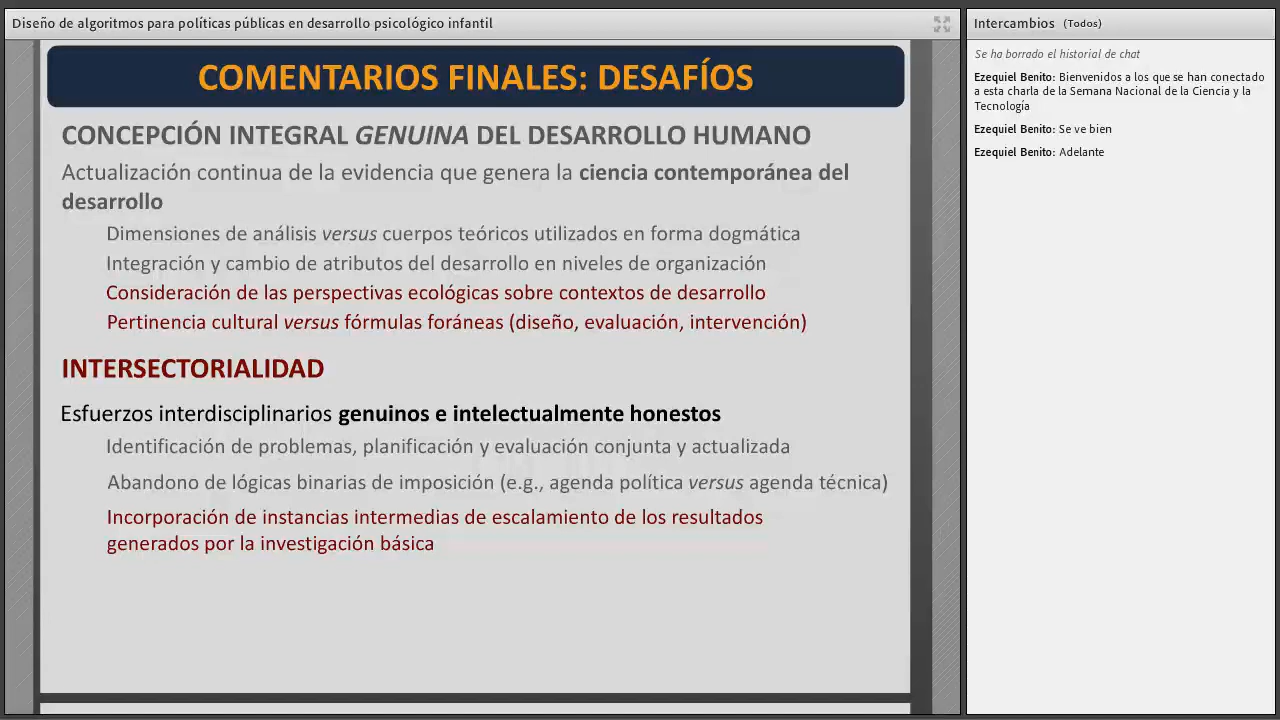 Diseño de algoritmos para políticas públicas en desarrollo psicológico infantil
COMENTARIOS FINALES: DESAFÍOS
CONCEPCIÓN INTEGRAL GENUINA DEL DESARROLLO HUMANO
Actualización continua de la evidencia que genera la ciencia contemporánea del
desarrollo
Dimensiones de análisis versus cuerpos teóricos utilizados en forma dogmática
Integración y cambio de atributos del desarrollo en niveles de organización
Consideración de las perspectivas ecológicas sobre contextos de desarrollo
Pertinencia cultural versus fórmulas foráneas (diseño, evaluación, intervención)
INTERSECTORIALIDAD
Esfuerzos interdisciplinarios genuinos e intelectualmente honestos
Identificación de problemas, planificación y evaluación conjunta y actualizada
Abandono de lógicas binarias de imposición (e.g., agenda política versus agenda técnica)
Incorporación de instancias intermedias de escalamiento de los resultados
generados por la investigación básica
Intercambios (Todos)
Se ha borrado el historial de chat
Ezequiel Benito: Bienvenidos a los que se han conectado
a esta charla de la Semana Nacional de la Ciencia y la
Tecnología
Ezequiel Benito: Se ve bien
Ezequiel Benito: Adelante